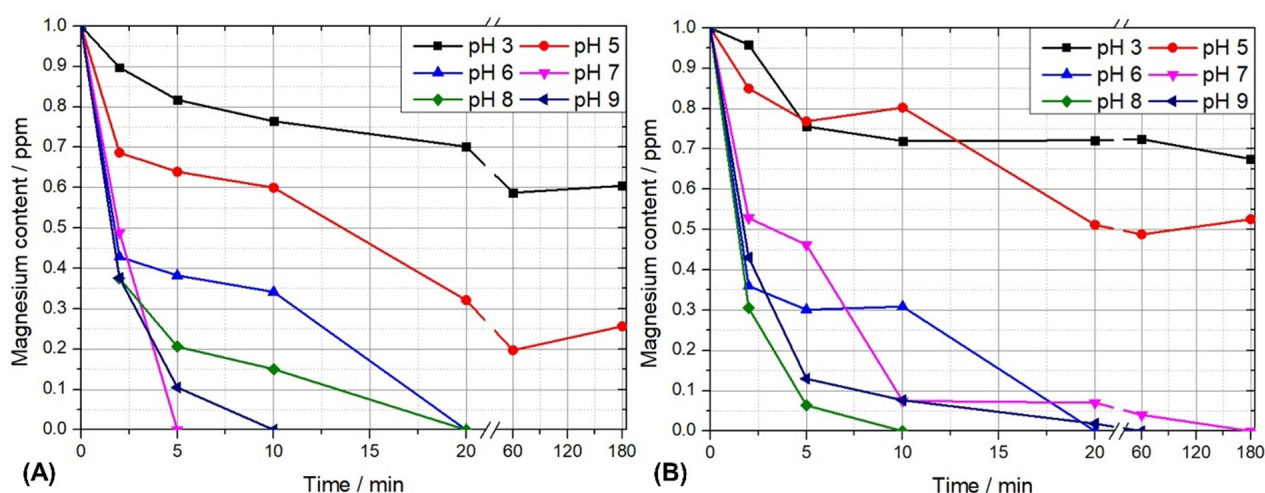 1.0
0.9
0.8
0.7
0.6
0.5
0.4
0.3
0.2
0.1
0.0
Magnesium content / ppm
pH 3 pH 5
pH 6 pH 7
pH 8 pH 9
0 5 10 15 20 60 120 180
Time / min
(A)
1.0
0.9
0.8
0.7
0.6
0.5
0.4
0.3
0.2
0.1
0.0
Magnesium content / ppm
pH 3 pH 5
pH 6 pH 7
pH 8 pH 9
0 5 10 15 20 60 120 180
Time / min
(B)